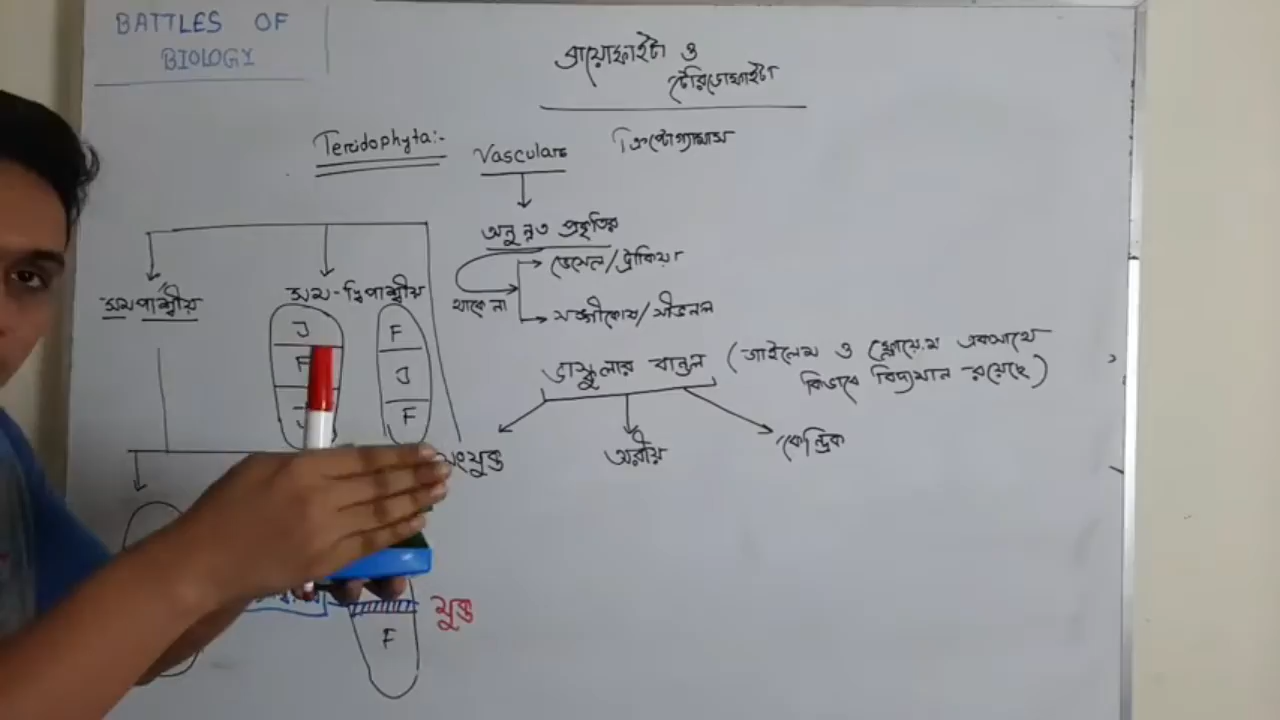 BATTLES OF
BIOLOGY
ব্রায়োফাইটা ও
টেরিডোফাইটা
Teridophyta:-
Vasculars
ক্রিপ্টোগ্যামাস
অনুন্নত প্রকৃতির
ভেসেল/ট্রাকিয়া
থাকে না
সঙ্গীকোষ/সীভনল
সমপার্শ্বীয়
সম-দ্বিপার্শ্বীয়
J
F
J
F
J
F
ভাস্কুলার বান্ডল (জাইলেম ও ফ্লোয়েম একসাথে
কিভাবে বিদ্যমান রয়েছে)
সংযুক্ত
অরীয়
কেন্দ্রিক
যুক্ত
F